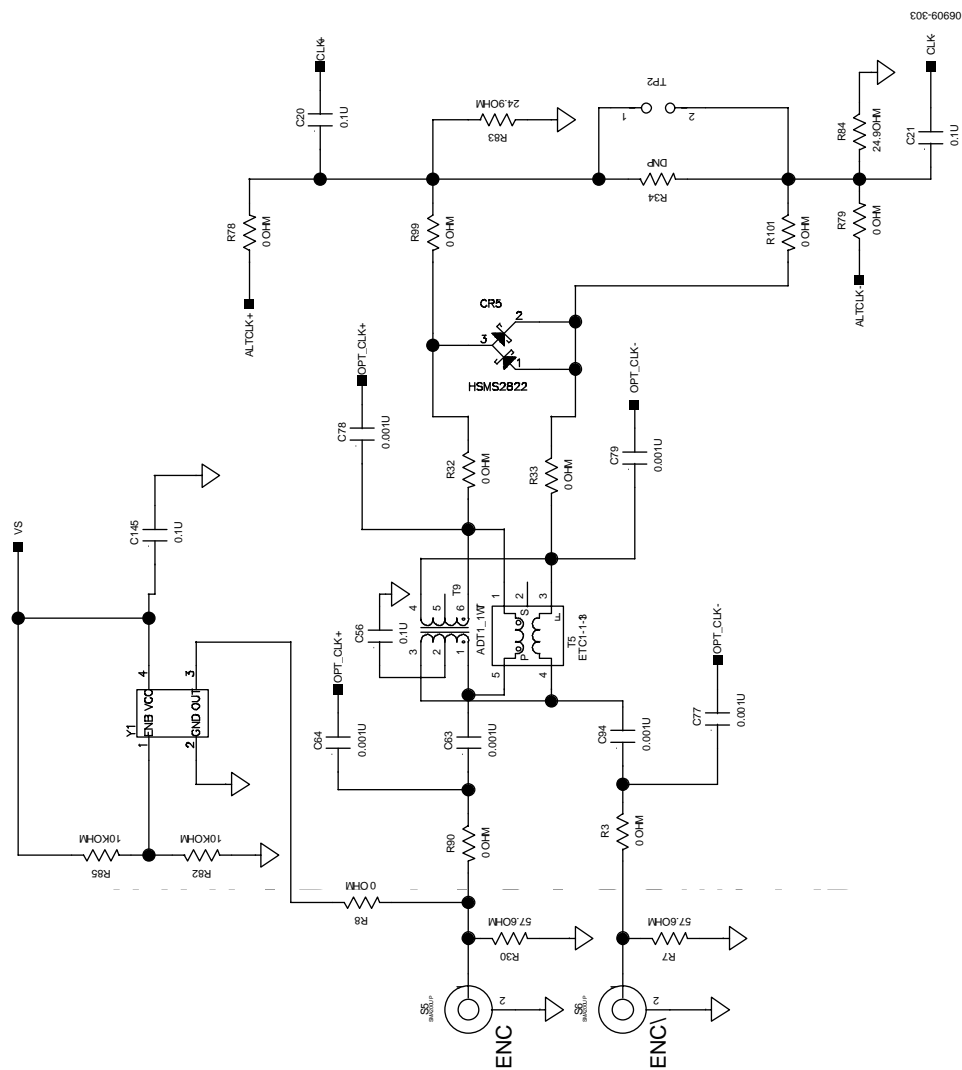 06909-303
CLK+
CLK-
C20
0.1U
24.9OHM
R83
TP2
1
2
R84
24.9OHM
C21
0.1U
R78
0 OHM
R99
0 OHM
DNP
R34
R101
0 OHM
R79
0 OHM
ALTCLK+
ALTCLK-
CR5
3
2
1
HSMS2822
OPT_CLK+
OPT_CLK-
C78
0.001U
R32
0 OHM
R33
0 OHM
C79
0.001U
VS
C145
0.1U
C56
0.1U
4
5
6
T9
3
2
1
ADT1_1WT
1
2
3
S
F
P
5
4
T5
ETC1-1-13
OPT_CLK+
OPT_CLK-
Y1
4
3
VCC
OUT
ENB
GND
1
2
C64
0.001U
C63
0.001U
C94
0.001U
C77
0.001U
10KOHM
R85
10KOHM
R82
R90
0 OHM
R3
0 OHM
0 OHM
R8
57.6OHM
R30
57.6OHM
R7
1
S5
2
ENC
1
S6
2
ENC\